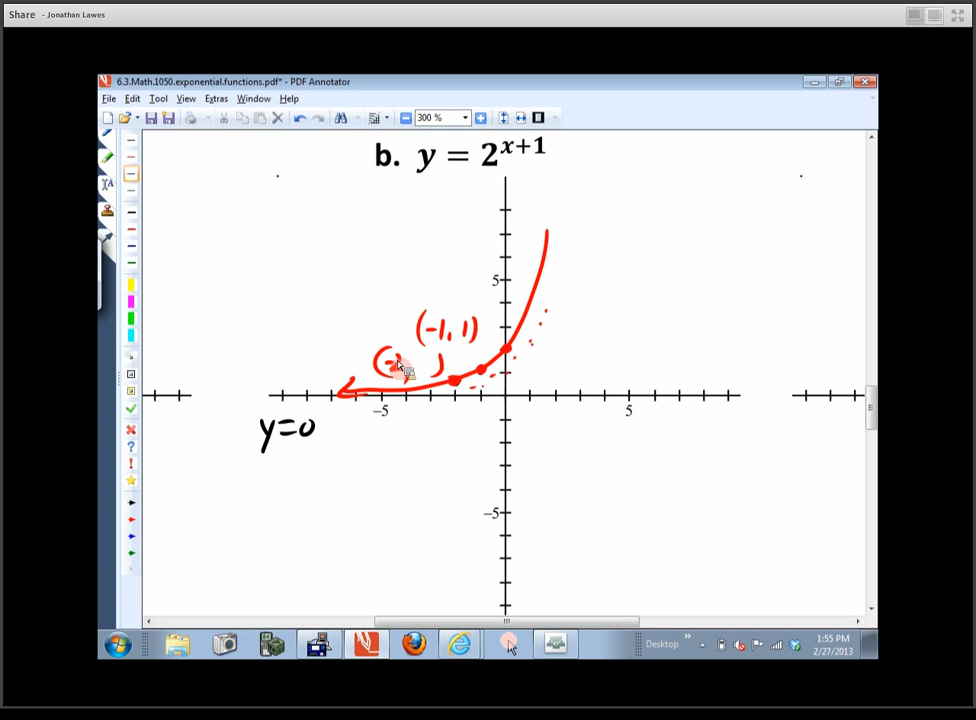 Share - Jonathan Lawes
6.3.Math.1050.exponential.functions.pdf* - PDF Annotator
File Edit Tool View Extras Window Help
300 %
b. y = 2^{x+1}
5
(-1, 1)
( , )
-5 5
y=0
-5
Desktop »
1:55 PM
2/27/2013